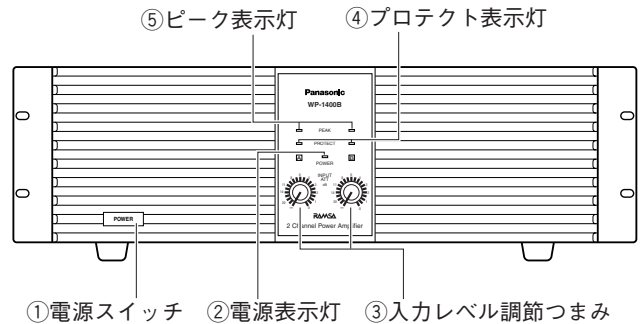 ⑤ピーク表示灯
④プロテクト表示灯
Panasonic
WP-1400B
PEAK
PROTECT
A B
POWER
INPUT
ATT
dB
RAMSA
2 Channel Power Amplifier
POWER
①電源スイッチ ②電源表示灯 ③入力レベル調節つまみ